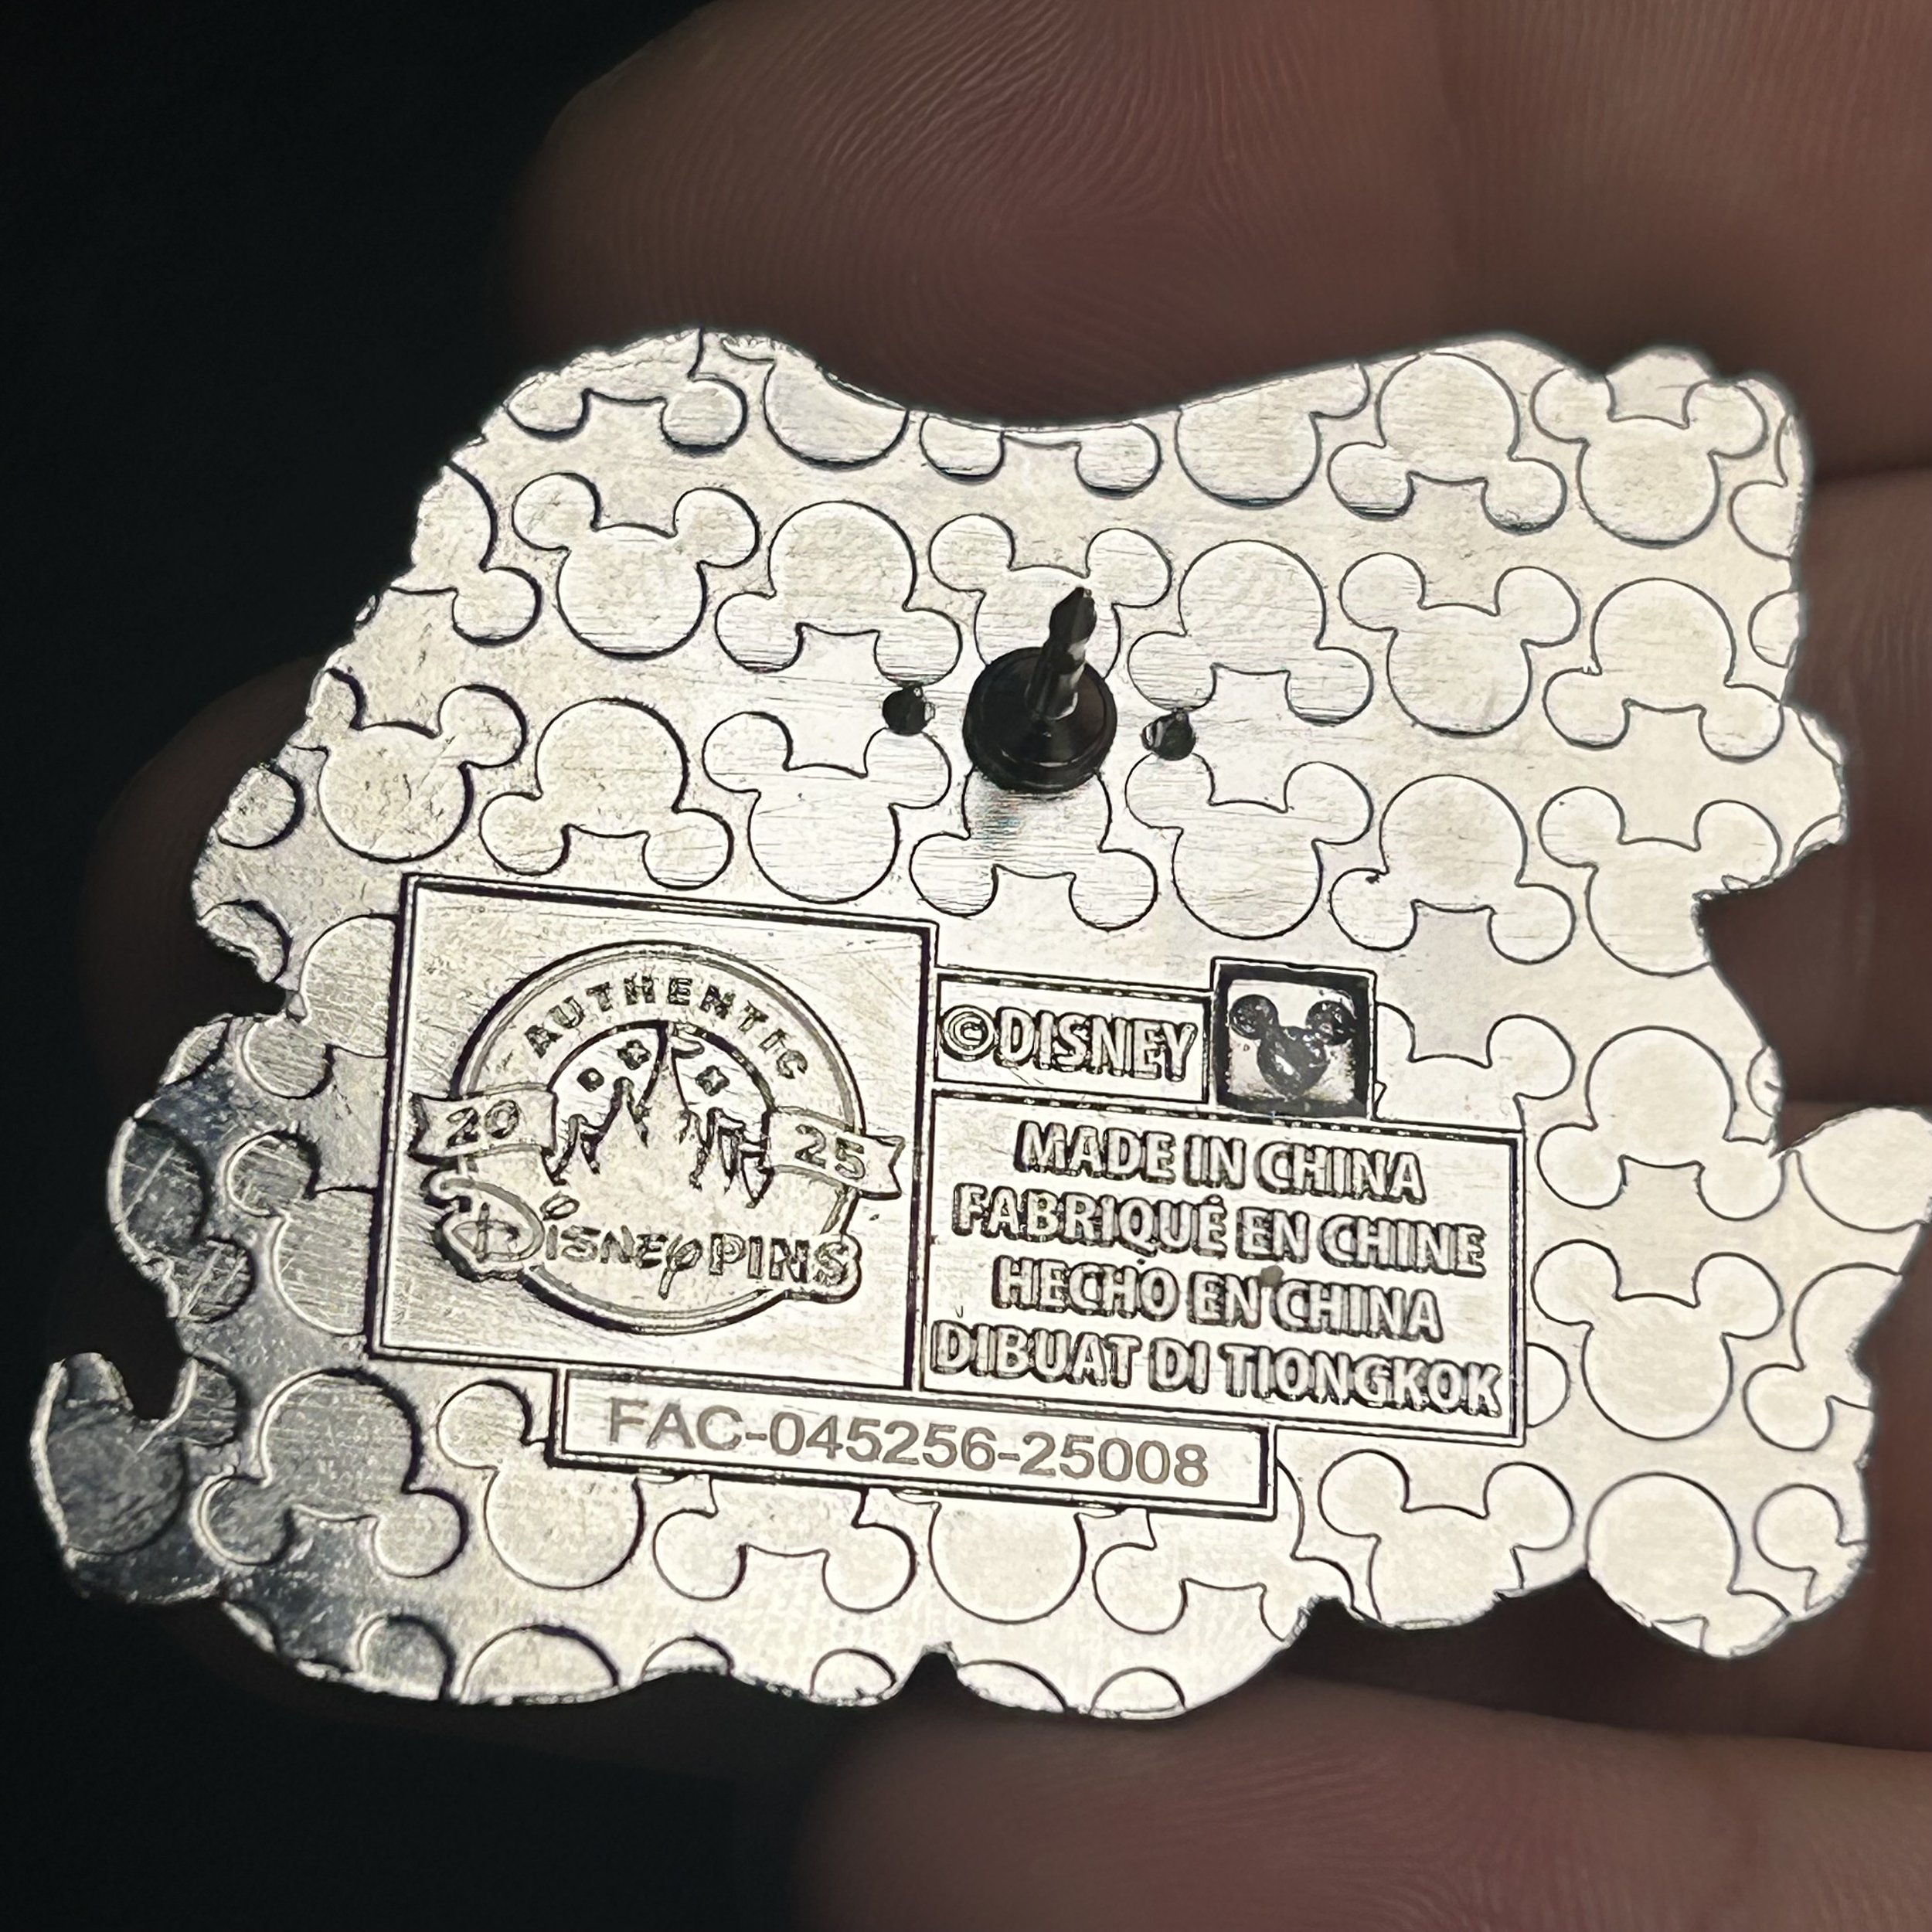 AUTHENTIC
20 25
Disney PINS
©DISNEY
MADE IN CHINA
FABRIQUÉ EN CHINE
HECHO EN CHINA
DIBUAT DI TIONGKOK
FAC-045256-25008